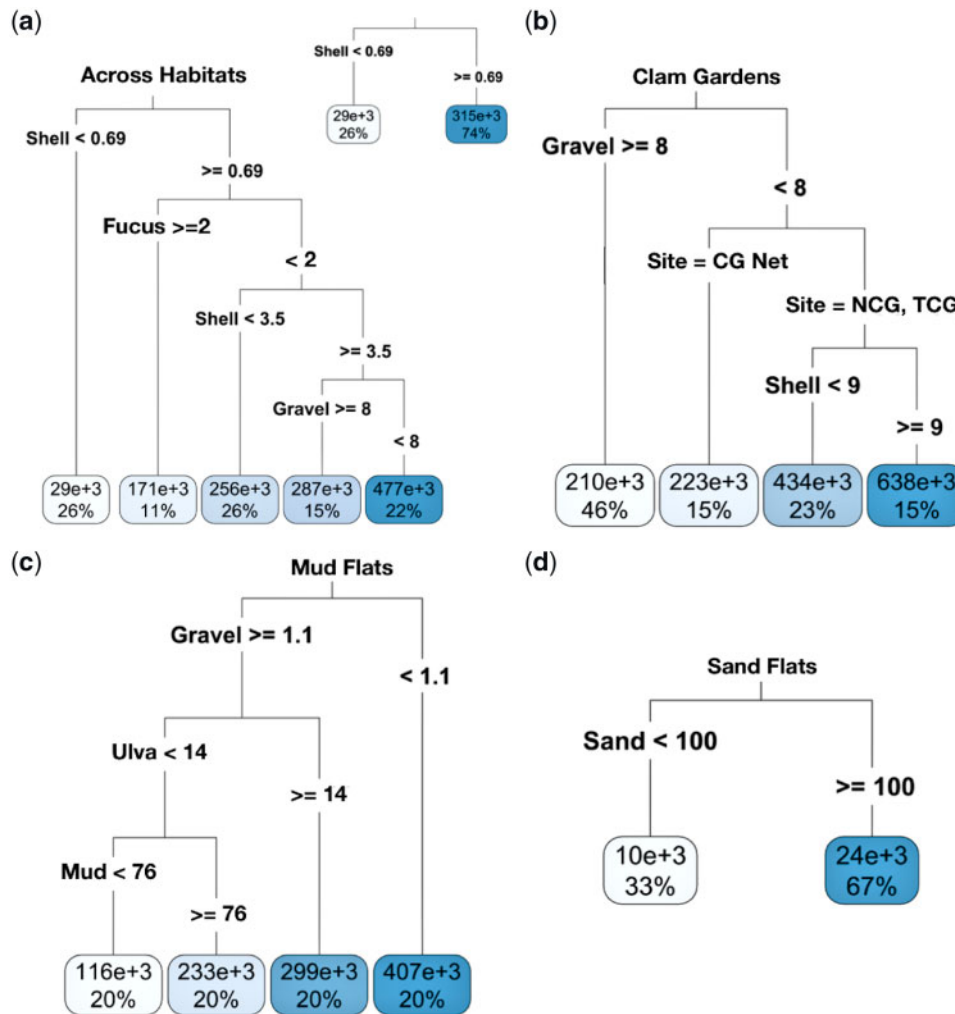 (a)
Across Habitats
Shell < 0.69
>= 0.69
Fucus >=2
< 2
Shell < 3.5
>= 3.5
Gravel >= 8
< 8
29e+3
26%
171e+3
11%
256e+3
26%
287e+3
15%
477e+3
22%
Shell < 0.69
>= 0.69
29e+3
26%
315e+3
74%
(b)
Clam Gardens
Gravel >= 8
< 8
Site = CG Net
Site = NCG, TCG
Shell < 9
>= 9
210e+3
46%
223e+3
15%
434e+3
23%
638e+3
15%
(c)
Mud Flats
Gravel >= 1.1
< 1.1
Ulva < 14
>= 14
Mud < 76
>= 76
116e+3
20%
233e+3
20%
299e+3
20%
407e+3
20%
(d)
Sand Flats
Sand < 100
>= 100
10e+3
33%
24e+3
67%